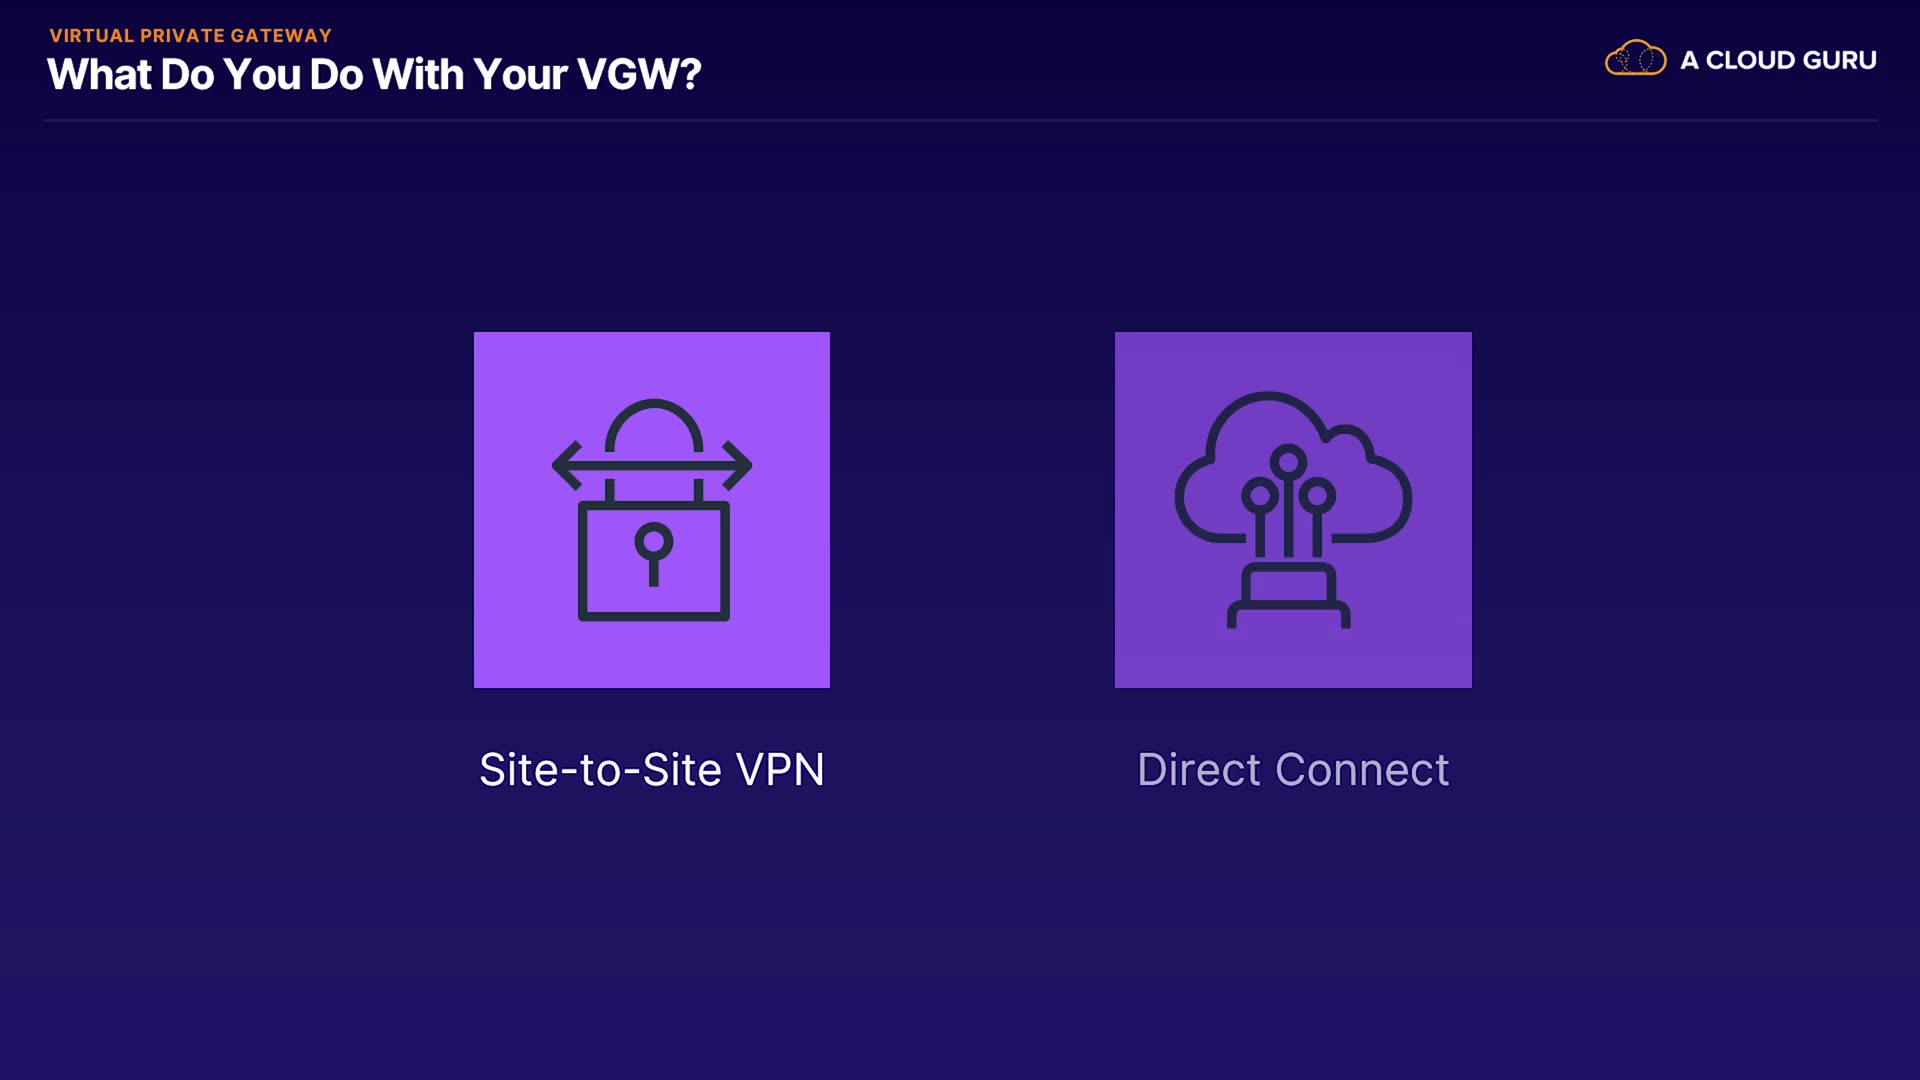 VIRTUAL PRIVATE GATEWAY
What Do You Do With Your VGW?
A CLOUD GURU
Site-to-Site VPN
Direct Connect